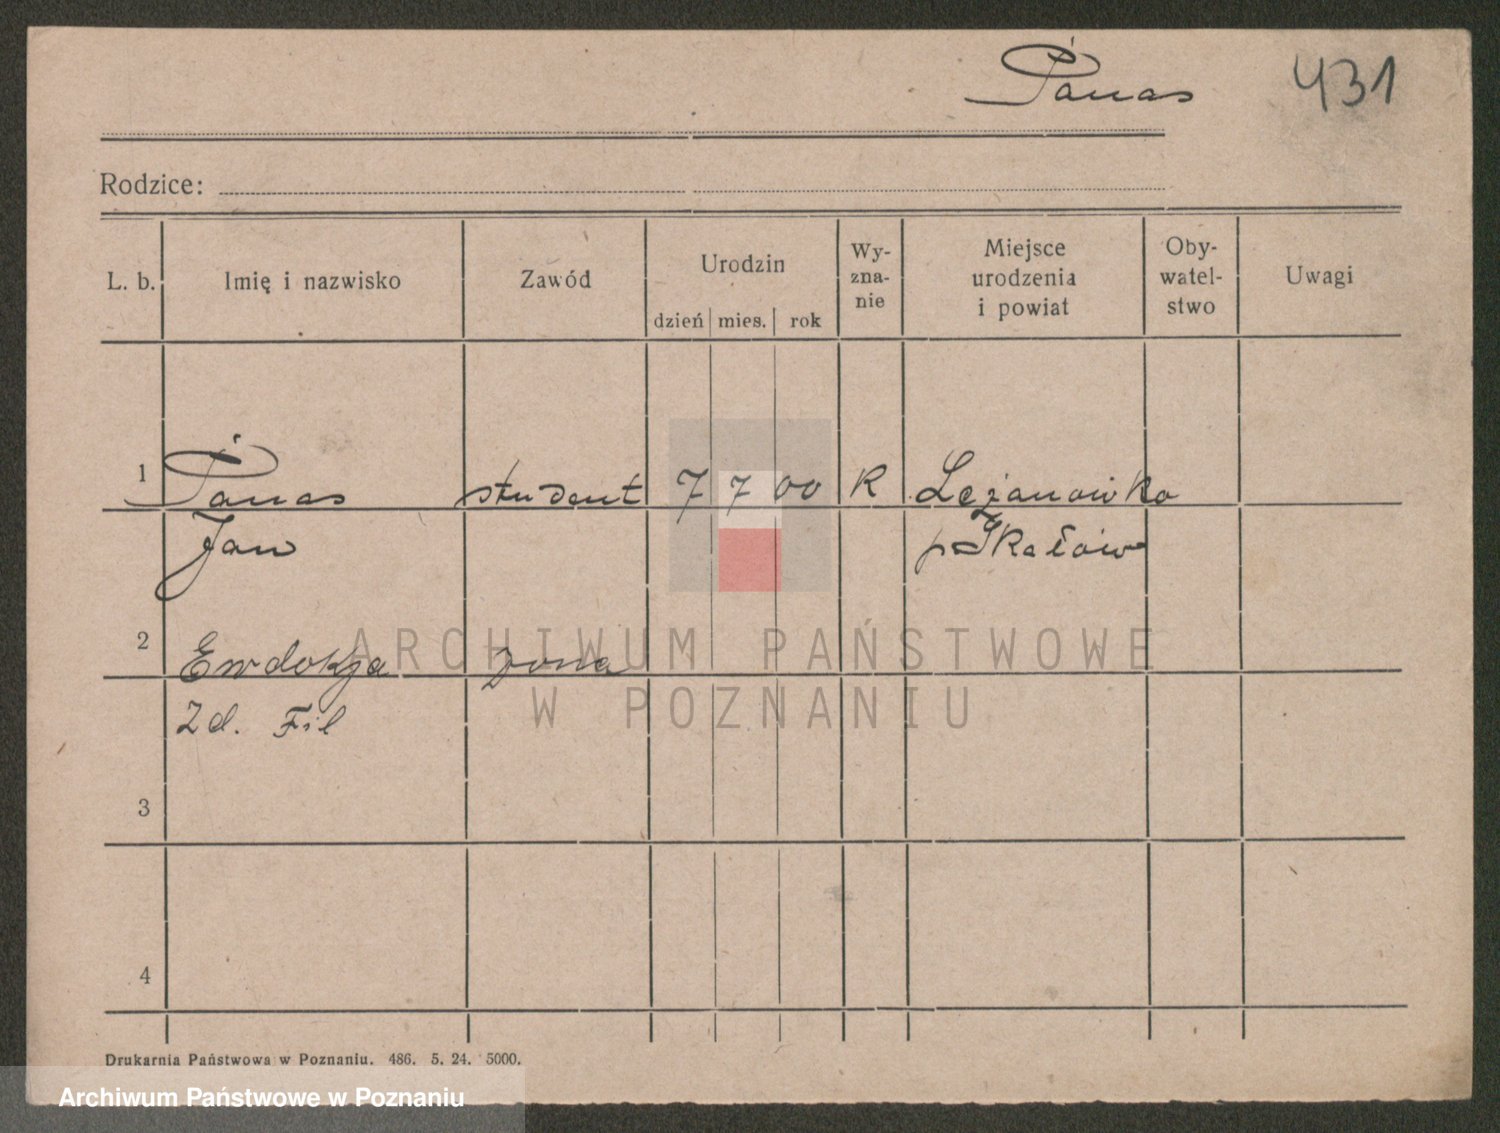 Panas 431
Rodzice:
L. b. Imię i nazwisko Zawód Urodzin dzień mies. rok Wy- zna- nie Miejsce urodzenia i powiat Oby- watel- stwo Uwagi
1 Panas student 7 7 00 R Leżanówka
Jan p Skałów
2 Ewdokja żona
Zd. Fil
3
4
Drukarnia Państwowa w Poznaniu. 486. 5. 24. 5000.
ARCHIWUM PAŃSTWOWE
W POZNANIU
Archiwum Państwowe w Poznaniu